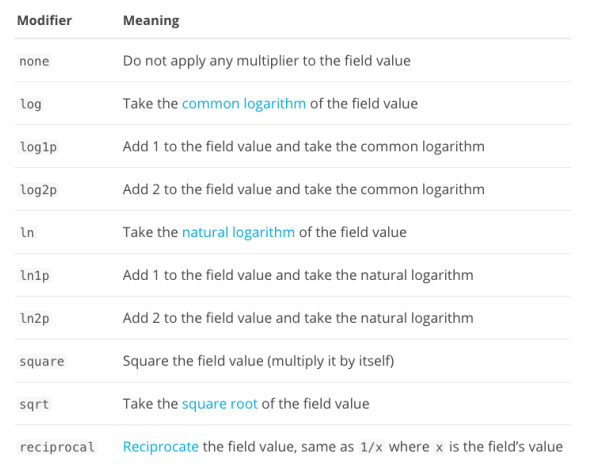 Modifier Meaning
none Do not apply any multiplier to the field value
log Take the common logarithm of the field value
log1p Add 1 to the field value and take the common logarithm
log2p Add 2 to the field value and take the common logarithm
ln Take the natural logarithm of the field value
ln1p Add 1 to the field value and take the natural logarithm
ln2p Add 2 to the field value and take the natural logarithm
square Square the field value (multiply it by itself)
sqrt Take the square root of the field value
reciprocal Reciprocate the field value, same as 1/x where x is the field’s value